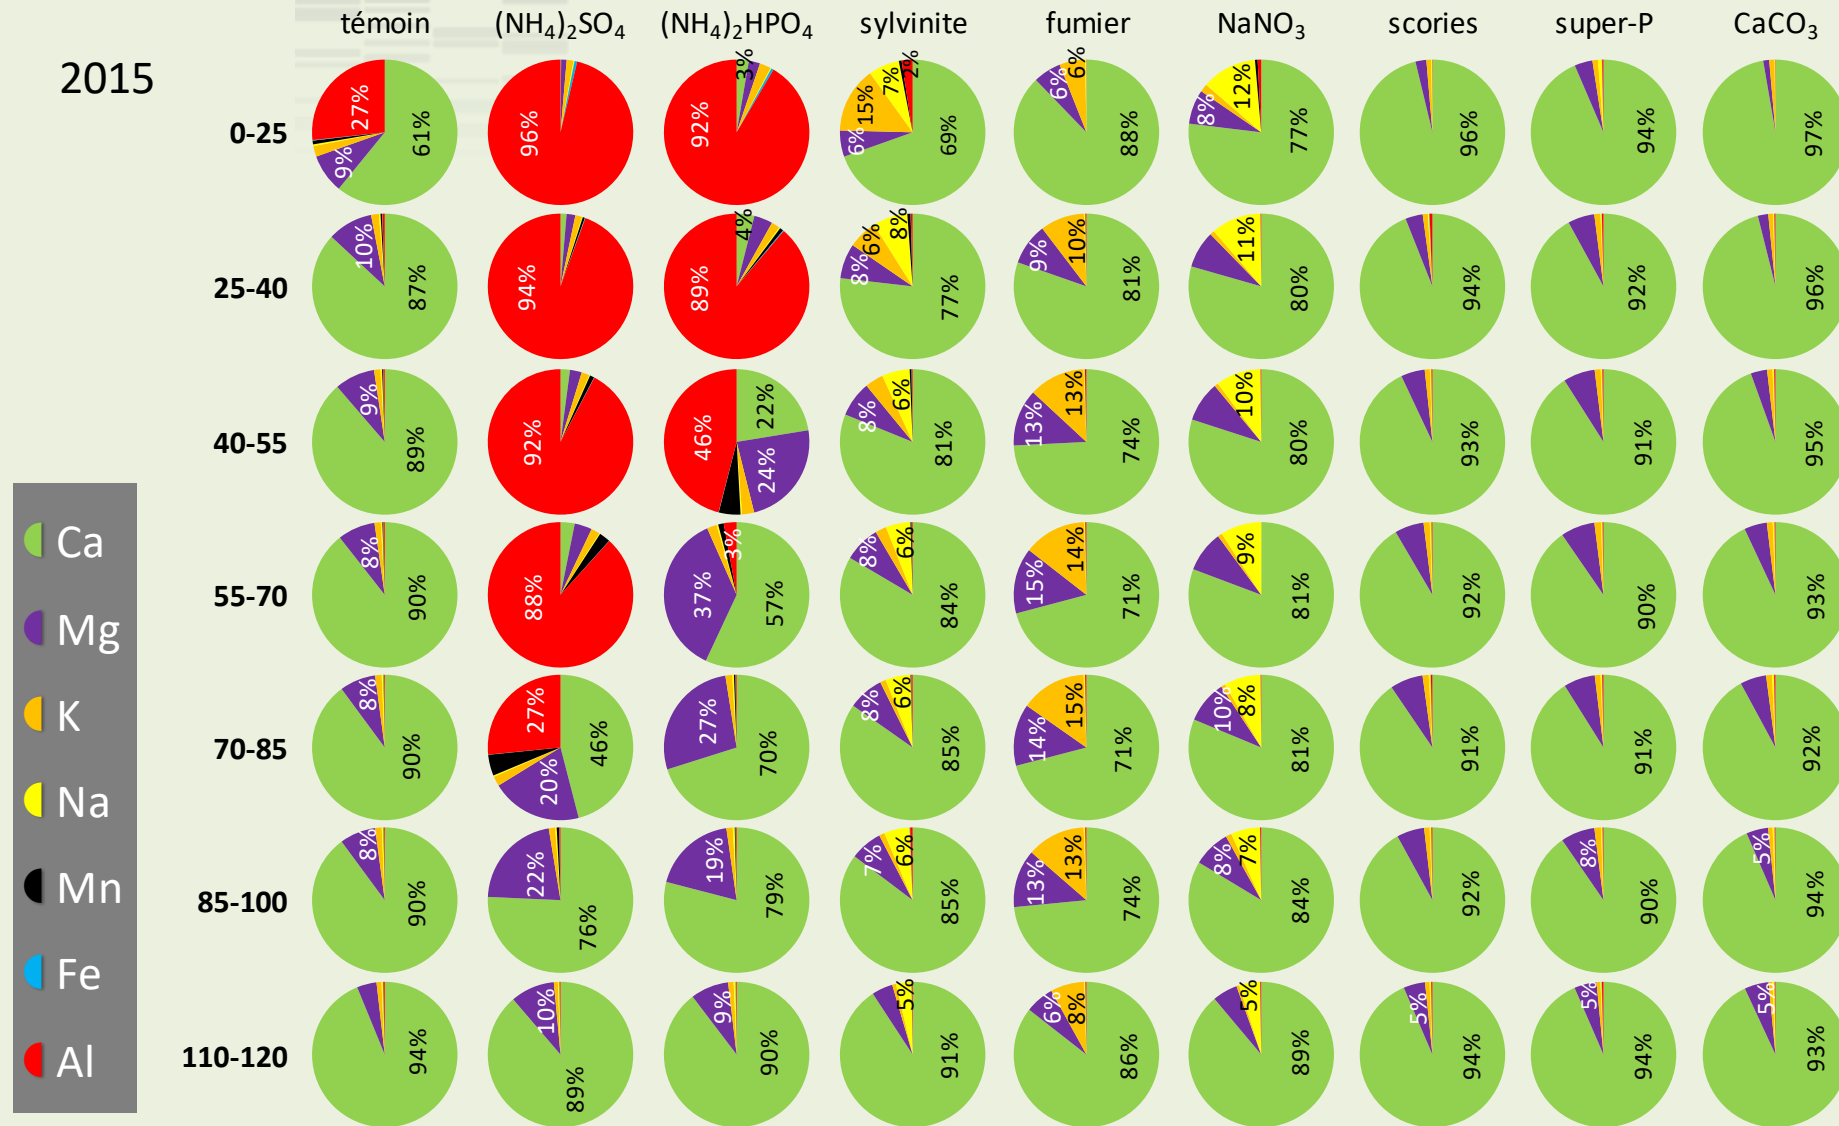 témoin (NH₄)₂SO₄ (NH₄)₂HPO₄ sylvinite fumier NaNO₃ scories super-P CaCO₃
2015
0-25 27% 61% 9% 96% 3% 92% 7% 2% 15% 6% 69% 6% 6% 88% 12% 8% 77% 96% 94% 97%
25-40 10% 87% 94% 4% 89% 8% 6% 8% 77% 9% 10% 81% 11% 80% 94% 92% 96%
40-55 9% 89% 92% 22% 46% 24% 8% 6% 81% 13% 13% 74% 10% 80% 93% 91% 95%
55-70 8% 90% 88% 37% 3% 57% 8% 6% 84% 15% 14% 71% 9% 81% 92% 90% 93%
70-85 8% 90% 27% 46% 20% 27% 70% 8% 6% 85% 14% 15% 71% 10% 8% 81% 91% 91% 92%
85-100 8% 90% 22% 76% 19% 79% 7% 6% 85% 13% 13% 74% 8% 7% 84% 92% 8% 90% 5% 94%
110-120 94% 10% 89% 9% 90% 5% 91% 6% 8% 86% 5% 89% 5% 94% 5% 94% 5% 93%
Ca
Mg
K
Na
Mn
Fe
Al